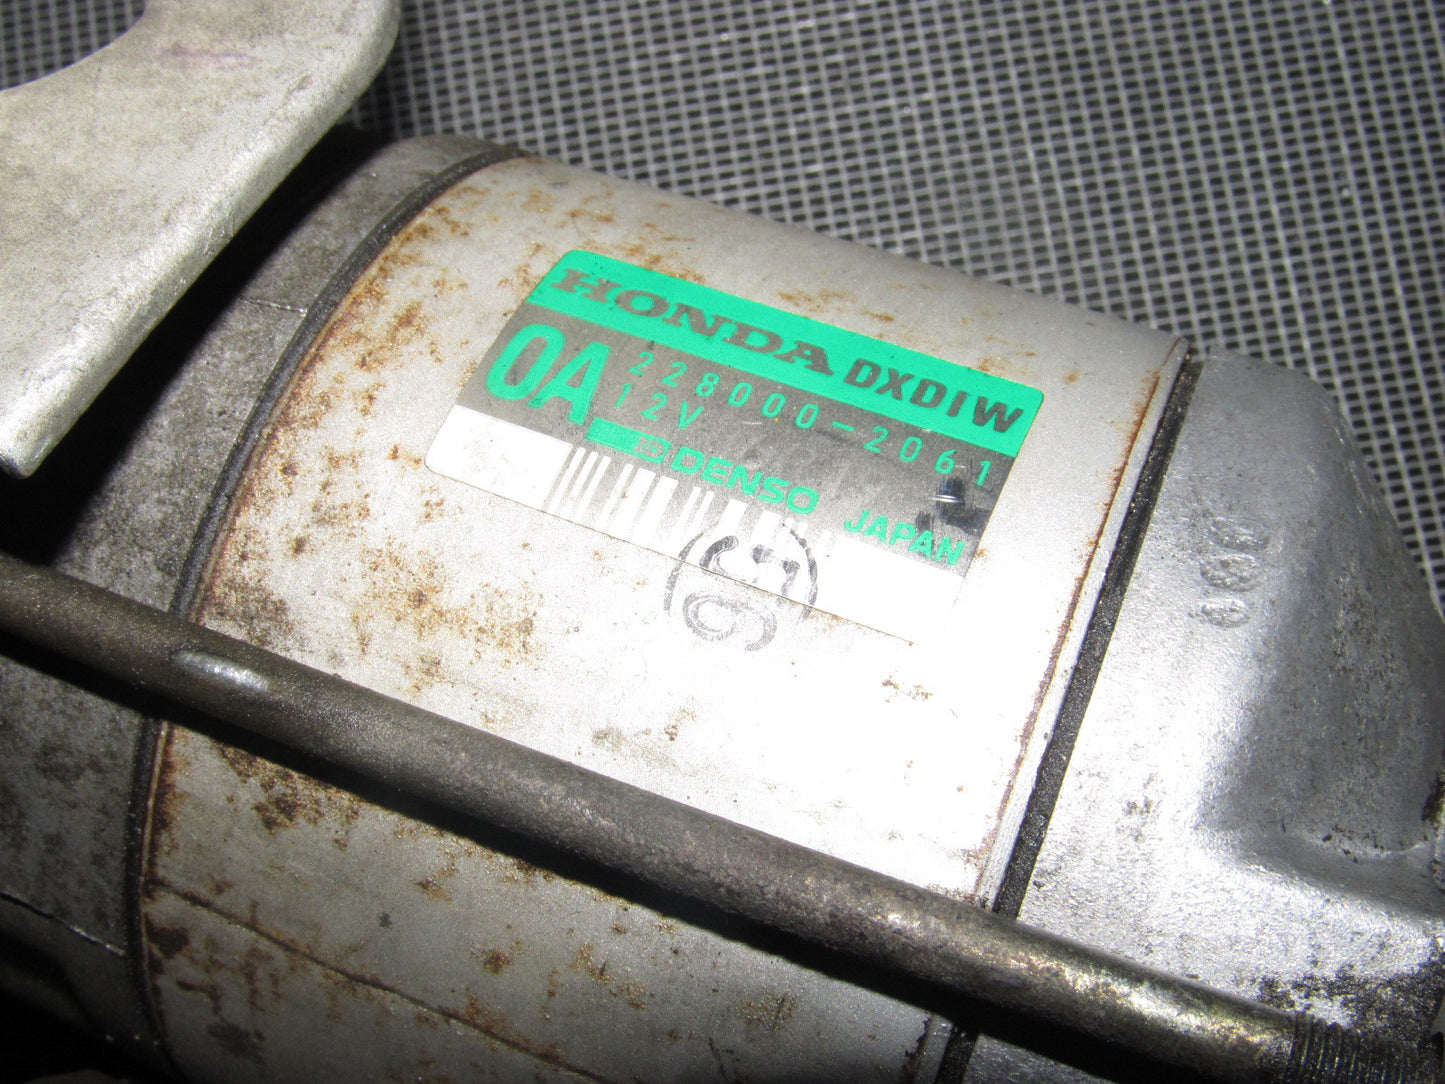 HONDA DXD1W
0A 228000-2061
12V
DENSO JAPAN